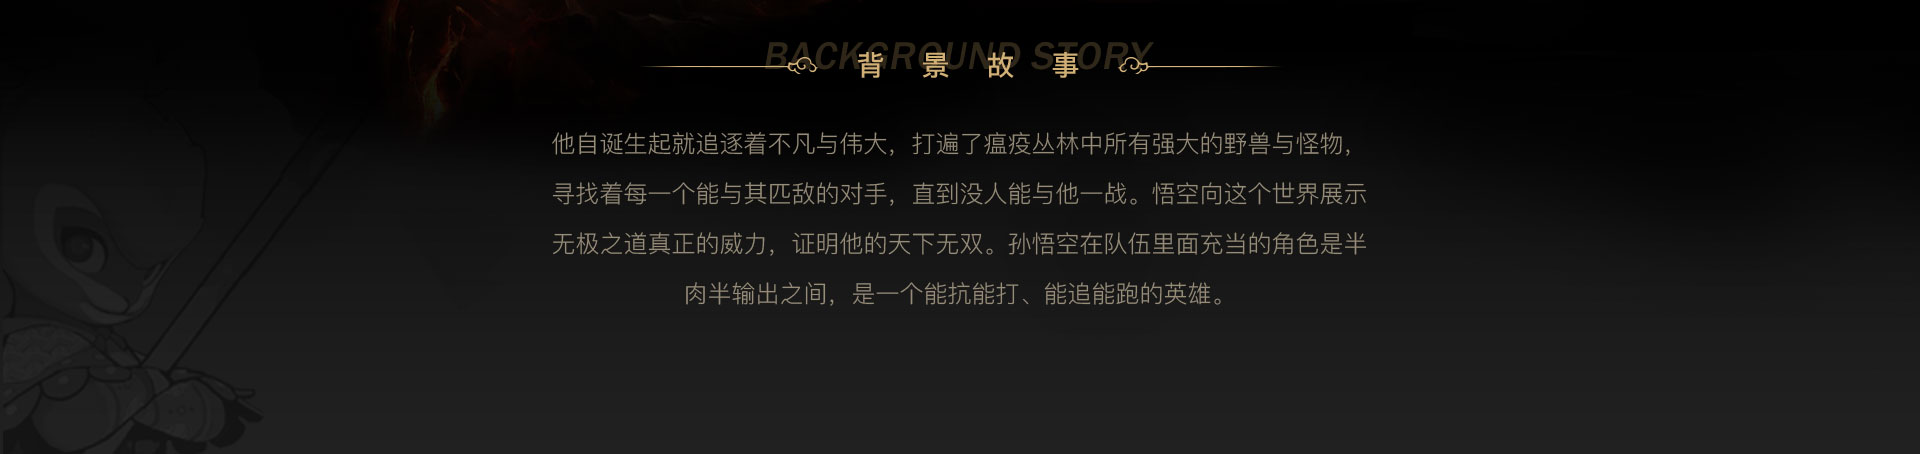 BACKGROUND STORY
背景故事
他自诞生起就追逐着不凡与伟大，打遍了瘟疫丛林中所有强大的野兽与怪物，
寻找着每一个能与其匹敌的对手，直到没人能与他一战。悟空向这个世界展示
无极之道真正的威力，证明他的天下无双。孙悟空在队伍里面充当的角色是半
肉半输出之间，是一个能抗能打、能追能跑的英雄。